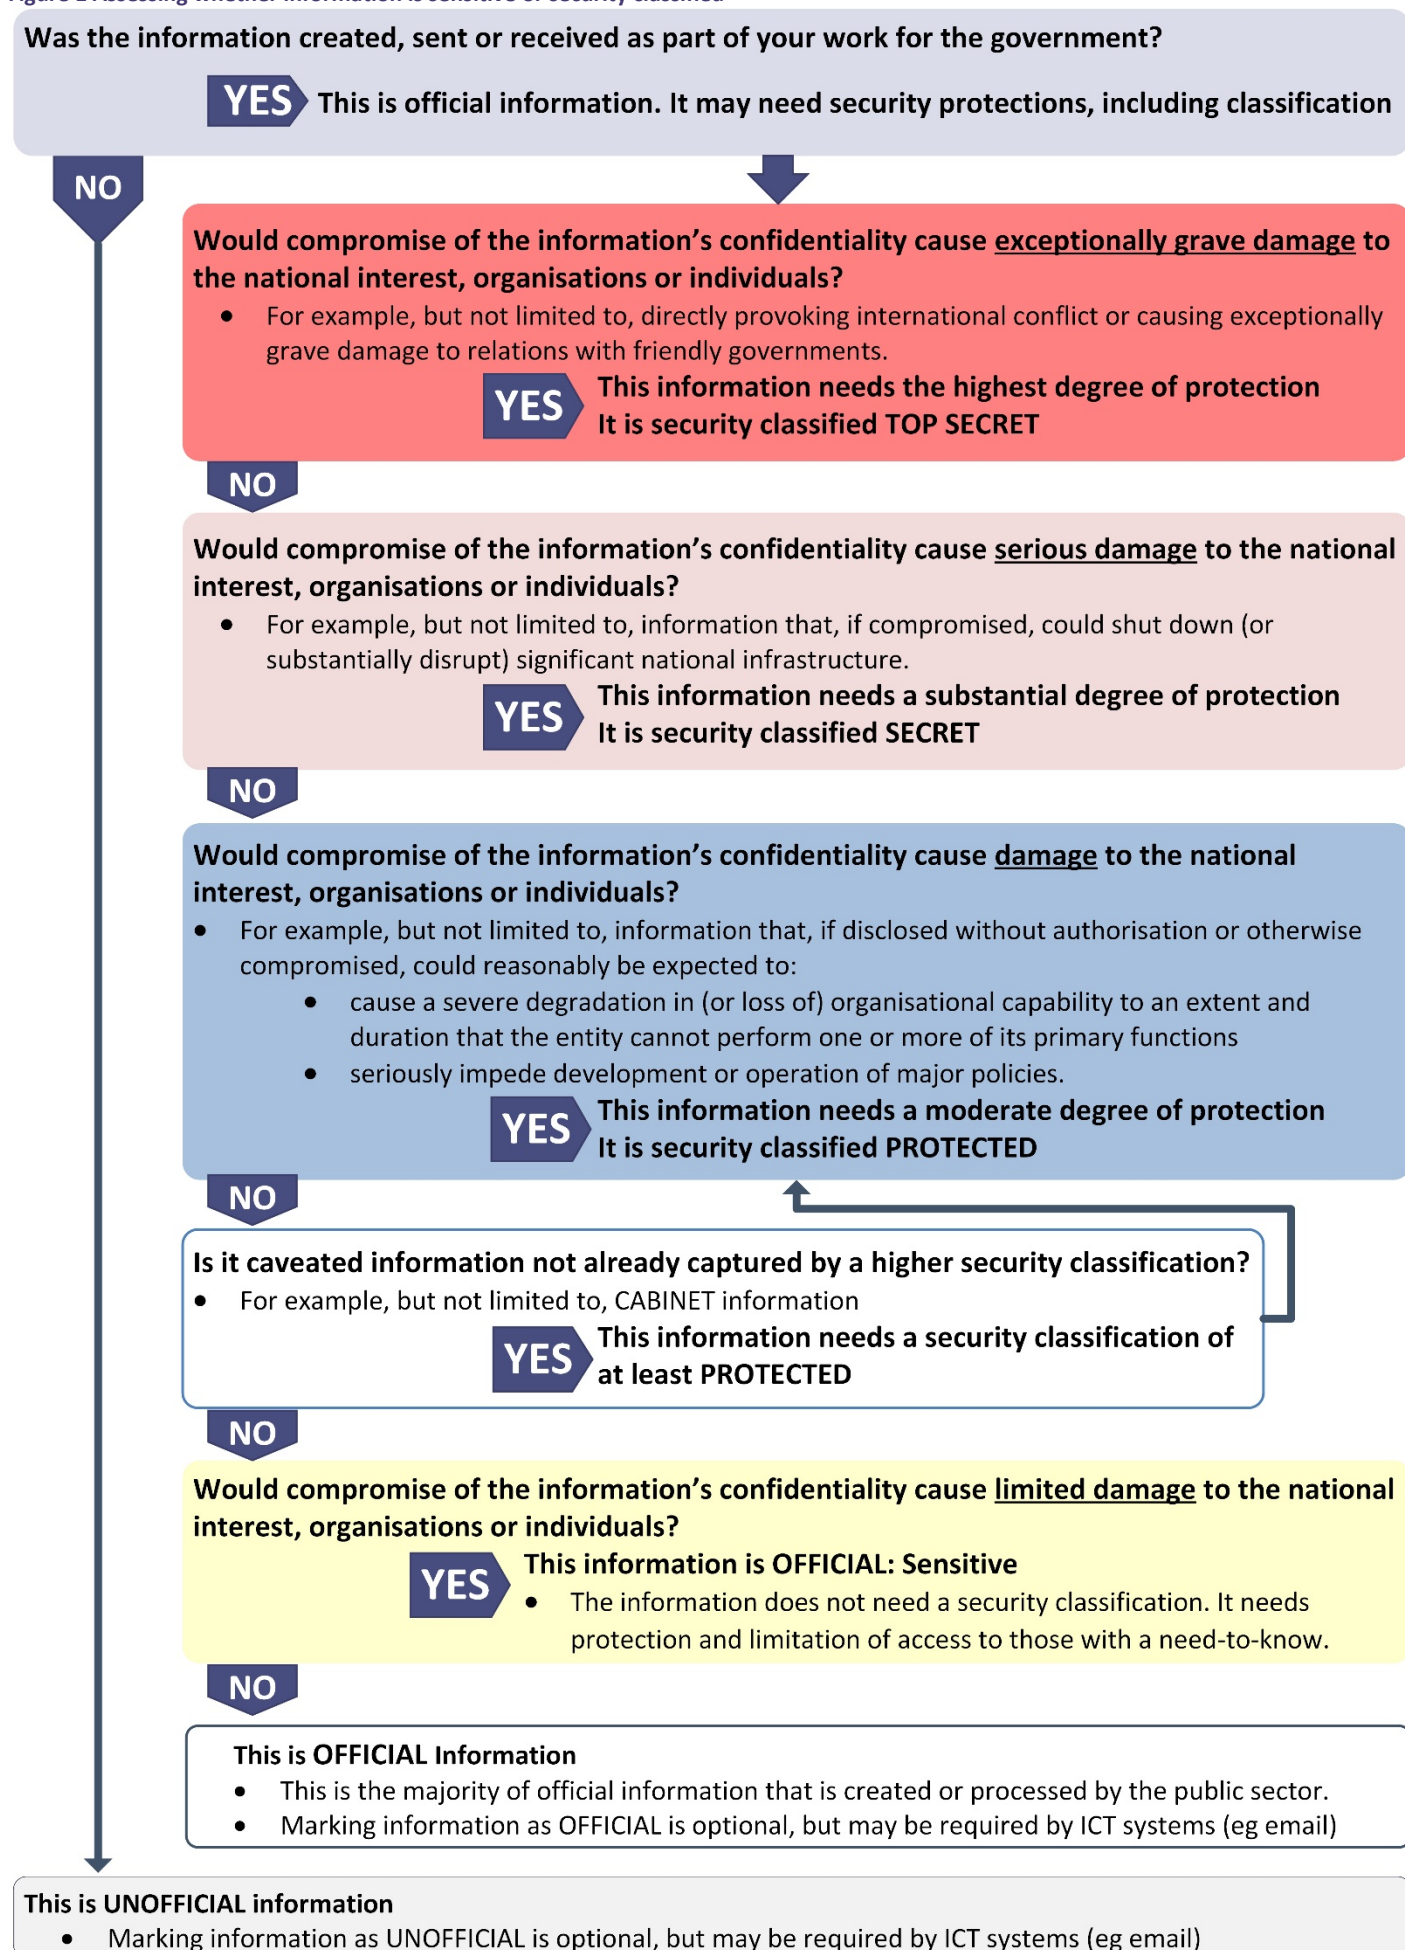 Figure 2 Assessing whether information is sensitive or security classified
Was the information created, sent or received as part of your work for the government?
YES This is official information. It may need security protections, including classification
NO
Would compromise of the information’s confidentiality cause exceptionally grave damage to
the national interest, organisations or individuals?
• For example, but not limited to, directly provoking international conflict or causing exceptionally
grave damage to relations with friendly governments.
YES
This information needs the highest degree of protection
It is security classified TOP SECRET
NO
Would compromise of the information’s confidentiality cause serious damage to the national
interest, organisations or individuals?
• For example, but not limited to, information that, if compromised, could shut down (or
substantially disrupt) significant national infrastructure.
YES
This information needs a substantial degree of protection
It is security classified SECRET
NO
Would compromise of the information’s confidentiality cause damage to the national
interest, organisations or individuals?
• For example, but not limited to, information that, if disclosed without authorisation or otherwise
compromised, could reasonably be expected to:
• cause a severe degradation in (or loss of) organisational capability to an extent and
duration that the entity cannot perform one or more of its primary functions
• seriously impede development or operation of major policies.
YES
This information needs a moderate degree of protection
It is security classified PROTECTED
NO
Is it caveated information not already captured by a higher security classification?
• For example, but not limited to, CABINET information
YES
This information needs a security classification of
at least PROTECTED
NO
Would compromise of the information’s confidentiality cause limited damage to the national
interest, organisations or individuals?
YES
This information is OFFICIAL: Sensitive
• The information does not need a security classification. It needs
protection and limitation of access to those with a need-to-know.
NO
This is OFFICIAL Information
• This is the majority of official information that is created or processed by the public sector.
• Marking information as OFFICIAL is optional, but may be required by ICT systems (eg email)
This is UNOFFICIAL information
• Marking information as UNOFFICIAL is optional, but may be required by ICT systems (eg email)